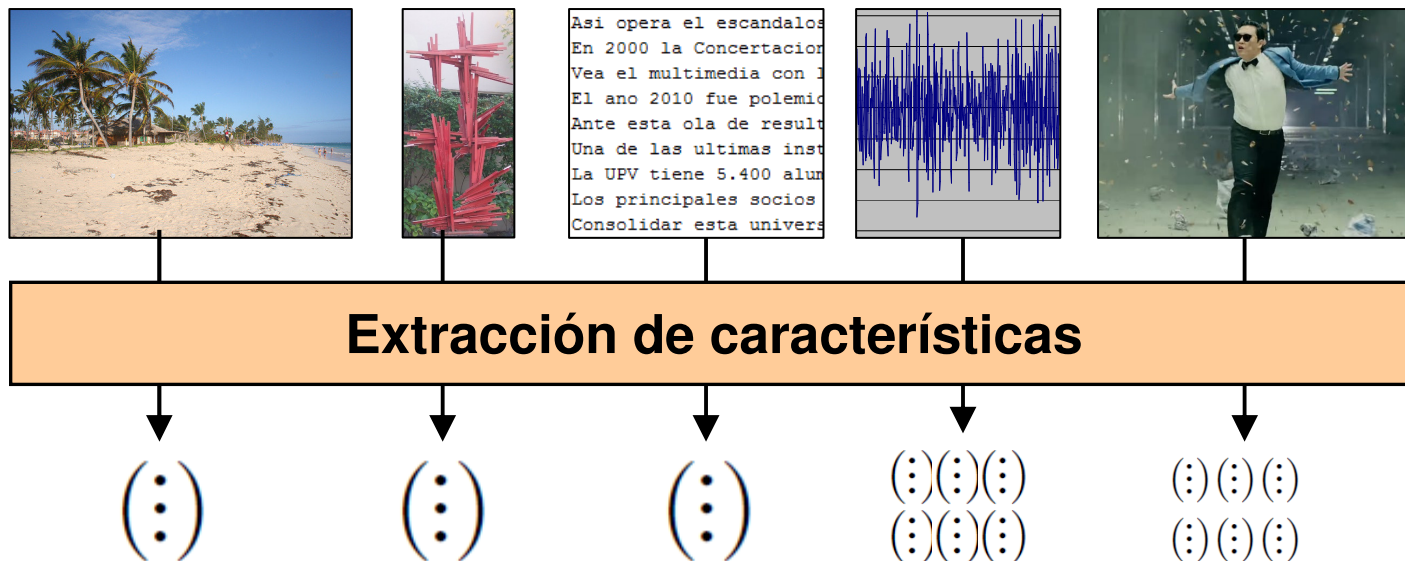 Asi opera el escandalos
En 2000 la Concertacion
Vea el multimedia con
El ano 2010 fue polemic
Ante esta ola de result
Una de las ultimas inst
La UPV tiene 5.400 alum
Los principales socios
Consolidar esta univers
Extracción de características